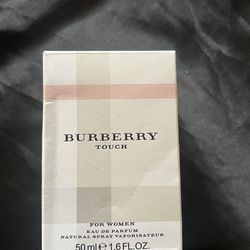 BURBERRY
TOUCH
FOR WOMEN
EAU DE PARFUM
NATURAL SPRAY VAPORISATEUR
50 ml ℮ 1.6 FL.OZ.